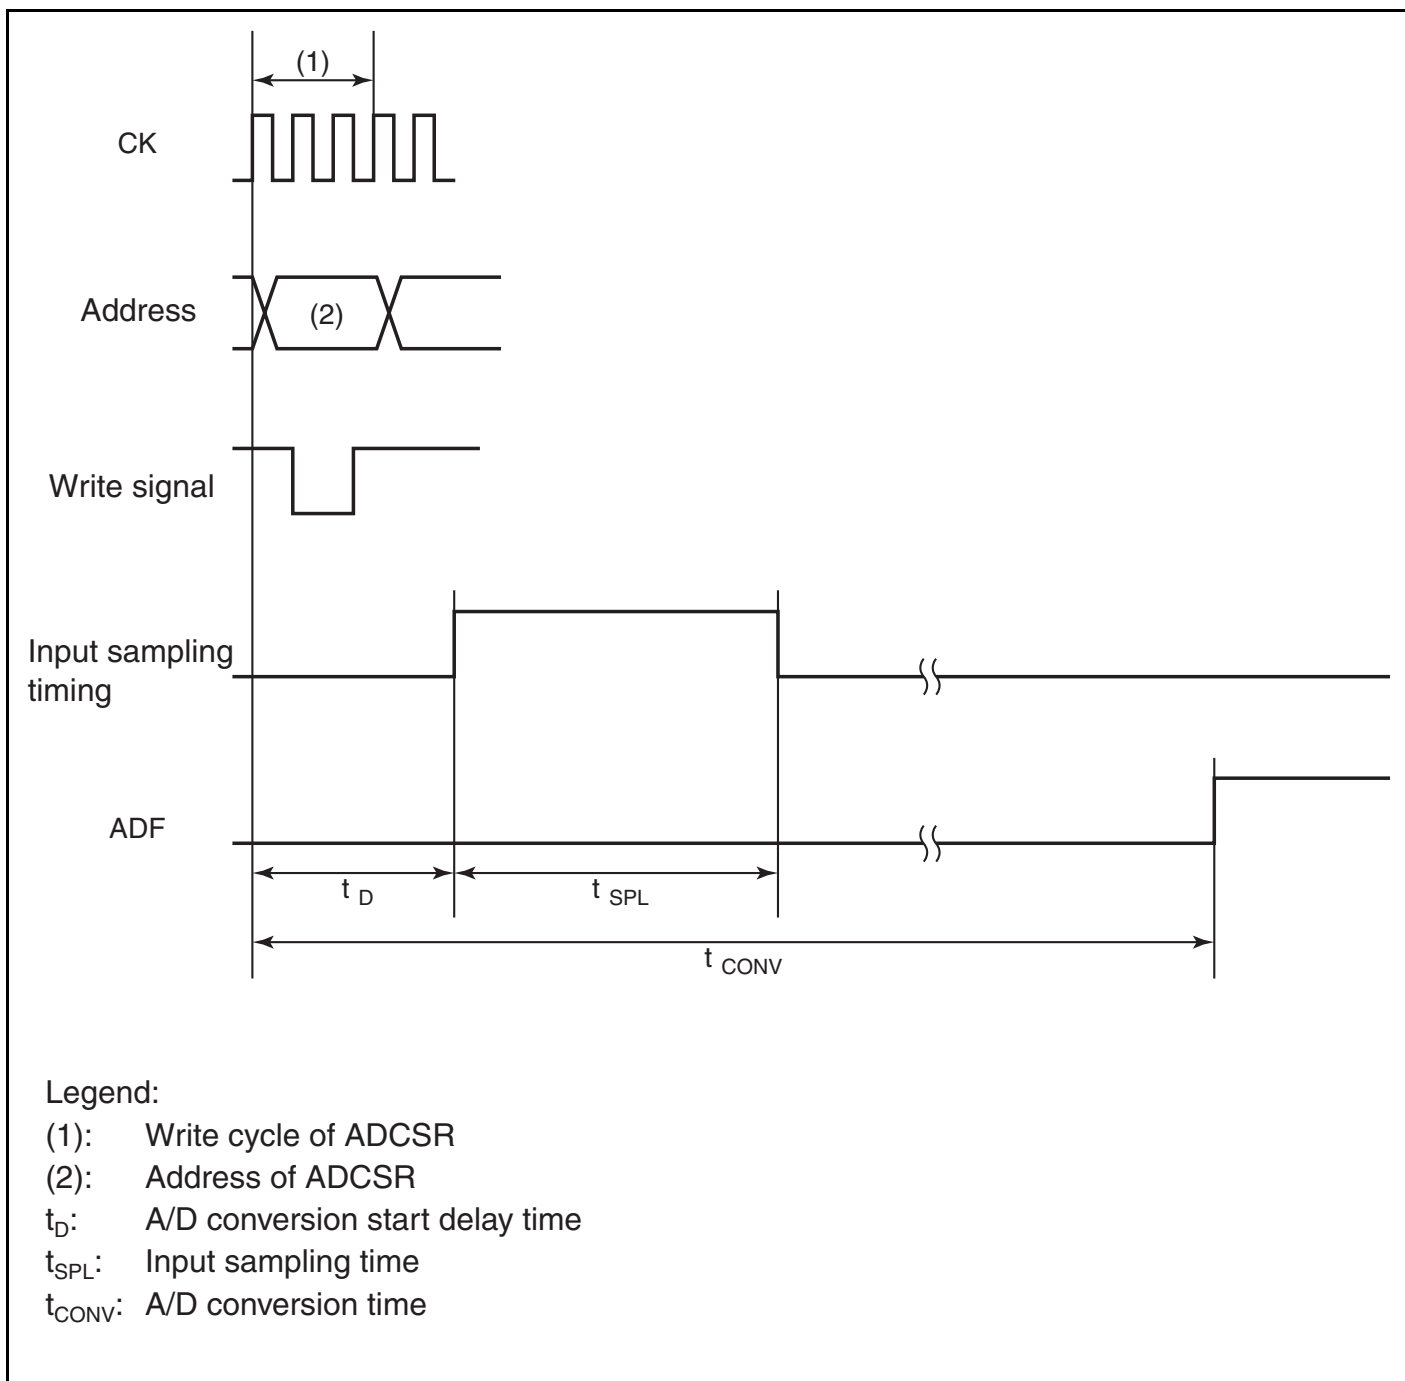 (1)
CK
Address
(2)
Write signal
Input sampling
timing
ADF
t D
t SPL
t CONV
Legend:
(1): Write cycle of ADCSR
(2): Address of ADCSR
tD: A/D conversion start delay time
tSPL: Input sampling time
tCONV: A/D conversion time